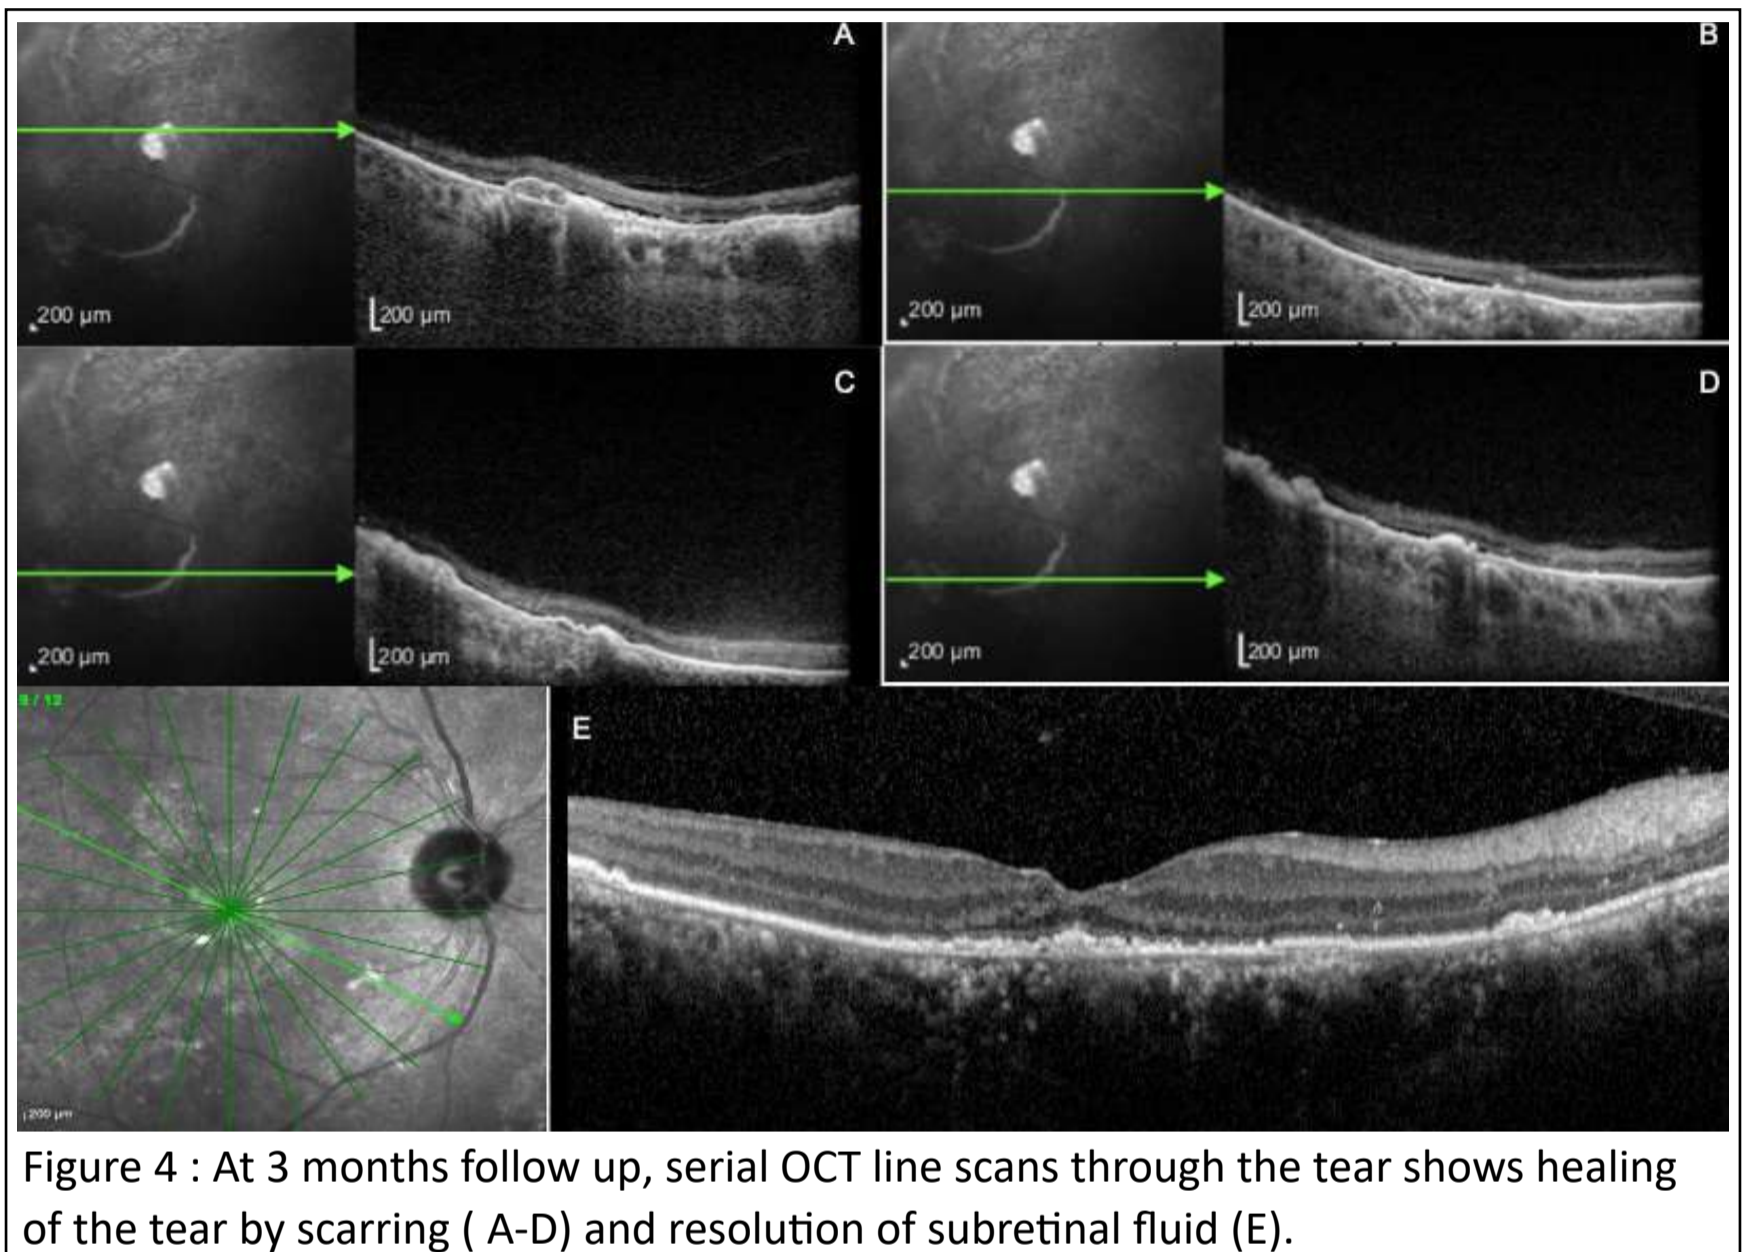 A
B
200 µm
200 µm
200 µm
200 µm
C
D
200 µm
200 µm
200 µm
200 µm
9 / 12
E
200 µm
Figure 4 : At 3 months follow up, serial OCT line scans through the tear shows healing
of the tear by scarring ( A-D) and resolution of subretinal fluid (E).